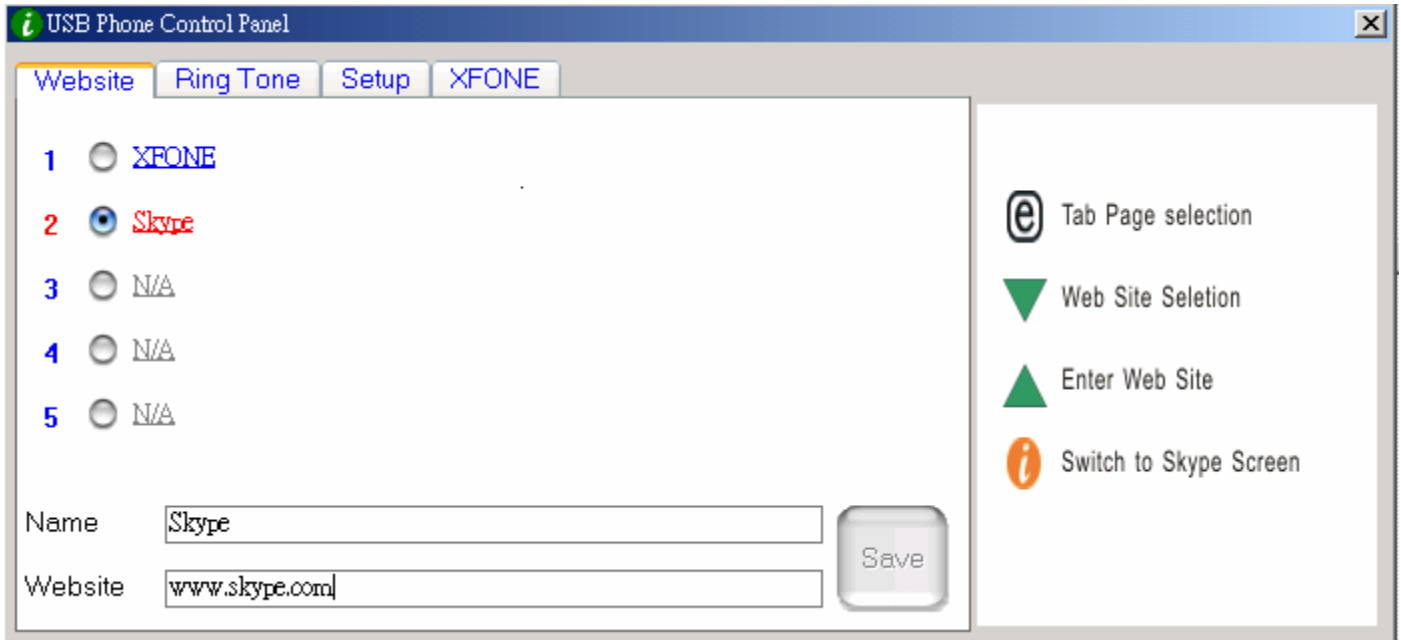 USB Phone Control Panel
Website Ring Tone Setup XFONE
1 XFONE
2 Skype
3 N/A
4 N/A
5 N/A
Name Skype
Website www.skype.com
Save
Tab Page selection
Web Site Seletion
Enter Web Site
Switch to Skype Screen